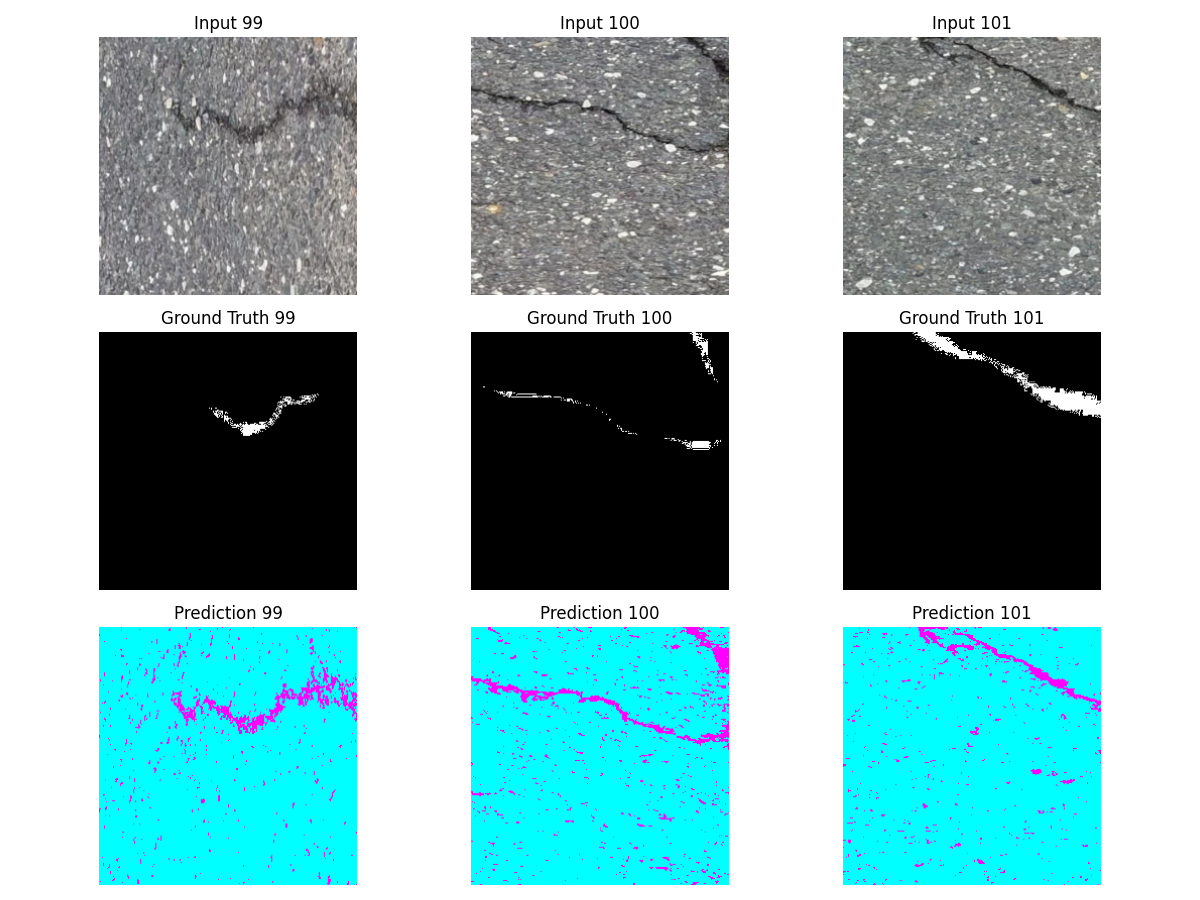 Input 99
Input 100
Input 101
Ground Truth 99
Ground Truth 100
Ground Truth 101
Prediction 99
Prediction 100
Prediction 101